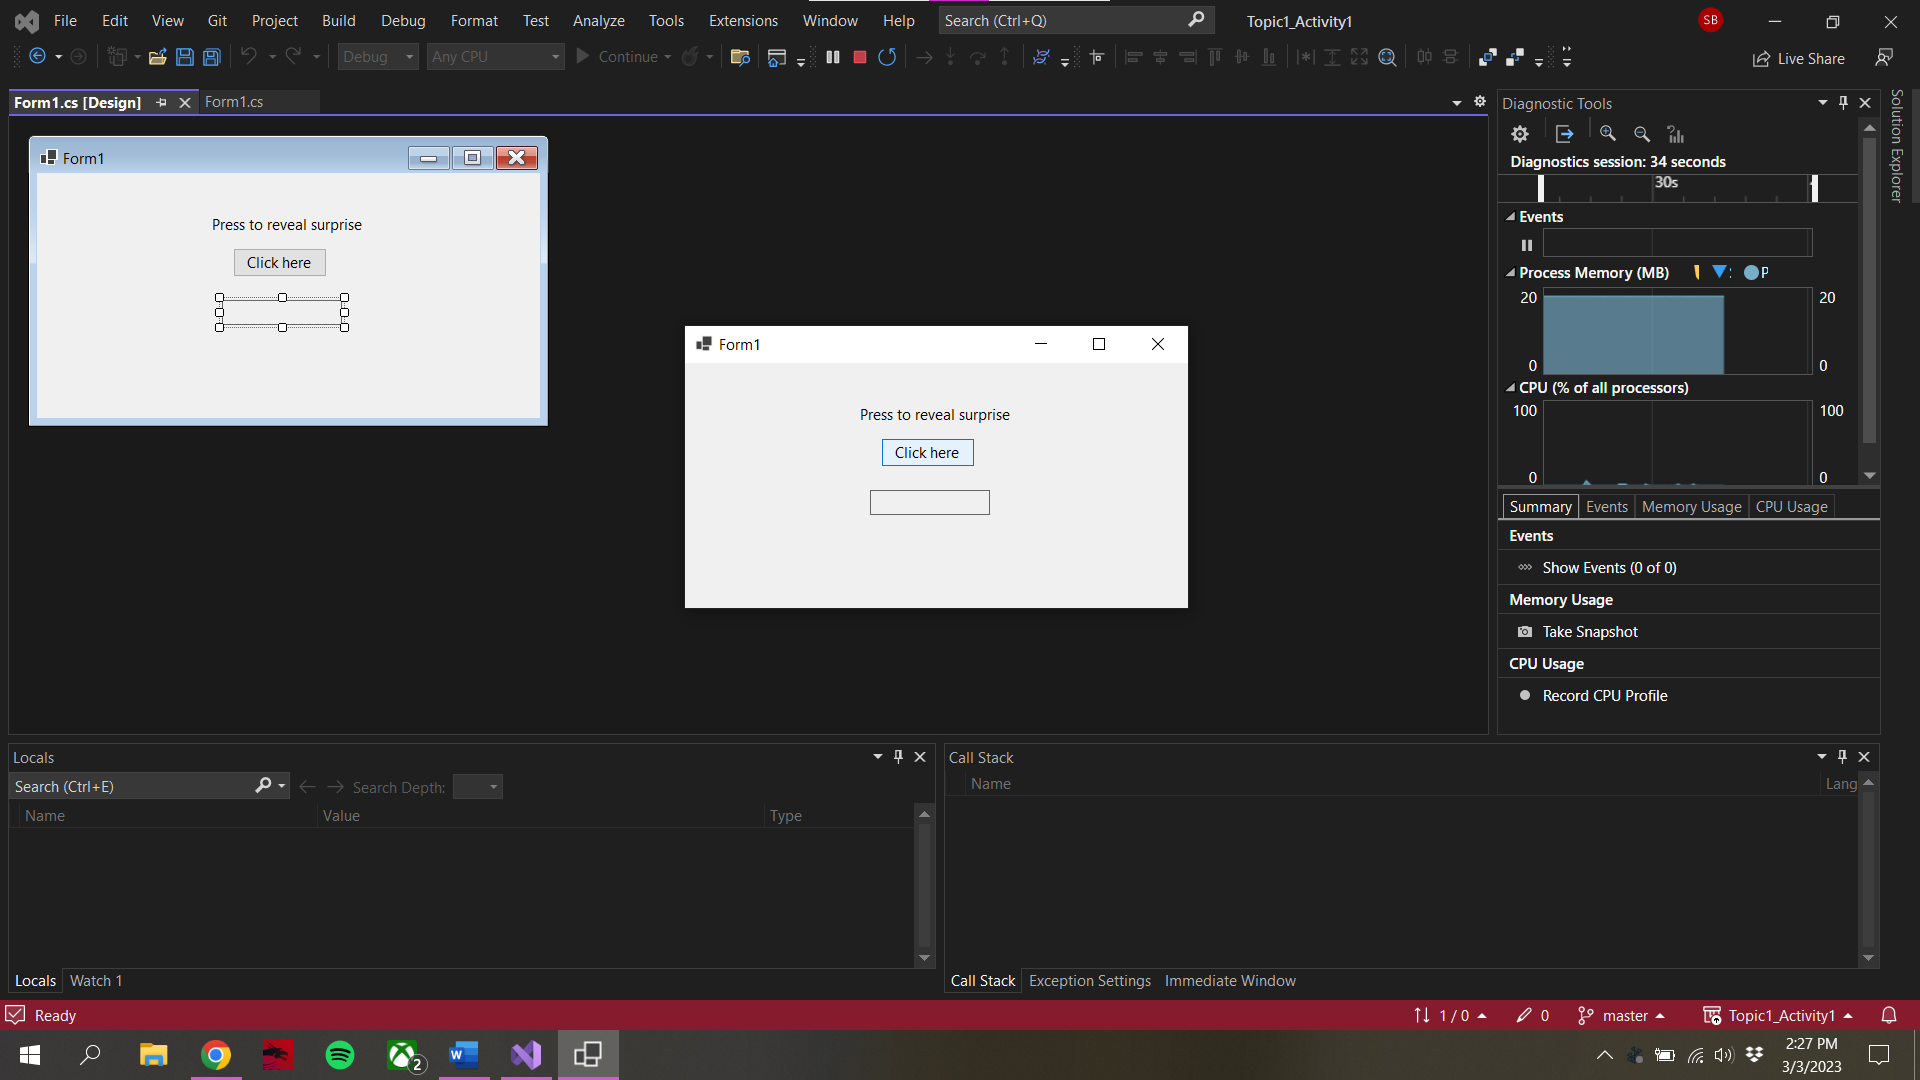 File Edit View Git Project Build Debug Format Test Analyze Tools Extensions Window Help Search (Ctrl+Q) Topic1_Activity1 SB
Debug Any CPU Continue Live Share
Form1.cs [Design] Form1.cs
Form1
Press to reveal surprise
Click here
Form1
Press to reveal surprise
Click here
Diagnostic Tools
Diagnostics session: 34 seconds
30s
Events
Process Memory (MB) P
20 20
0 0
CPU (% of all processors)
100 100
0 0
Summary Events Memory Usage CPU Usage
Events
Show Events (0 of 0)
Memory Usage
Take Snapshot
CPU Usage
Record CPU Profile
Solution Explorer
Locals
Search (Ctrl+E) Search Depth:
Name Value Type
Locals Watch 1
Call Stack
Name Lang
Call Stack Exception Settings Immediate Window
Ready 1 / 0 0 master Topic1_Activity1
2
2:27 PM
3/3/2023